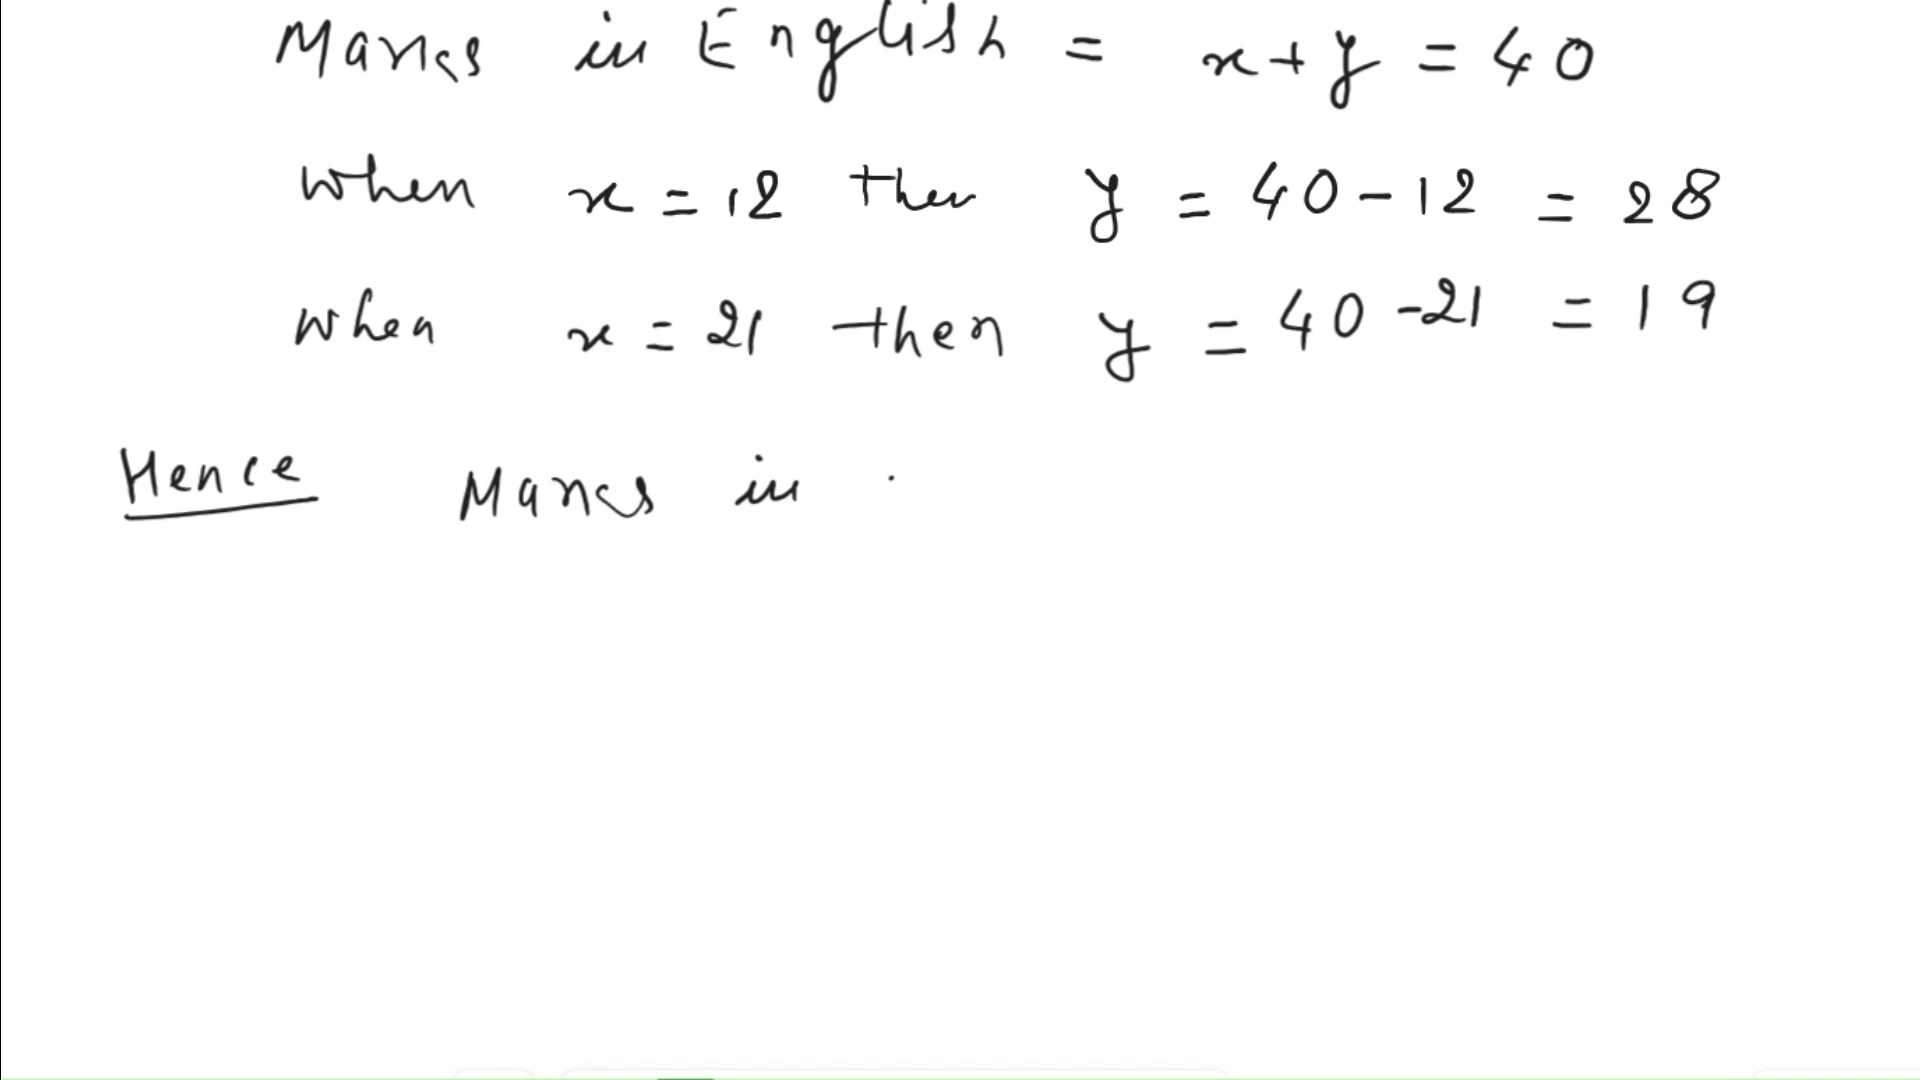 Marks in English = x + y = 40
When x = 12 then y = 40 - 12 = 28
When x = 21 then y = 40 - 21 = 19
Hence Marks in